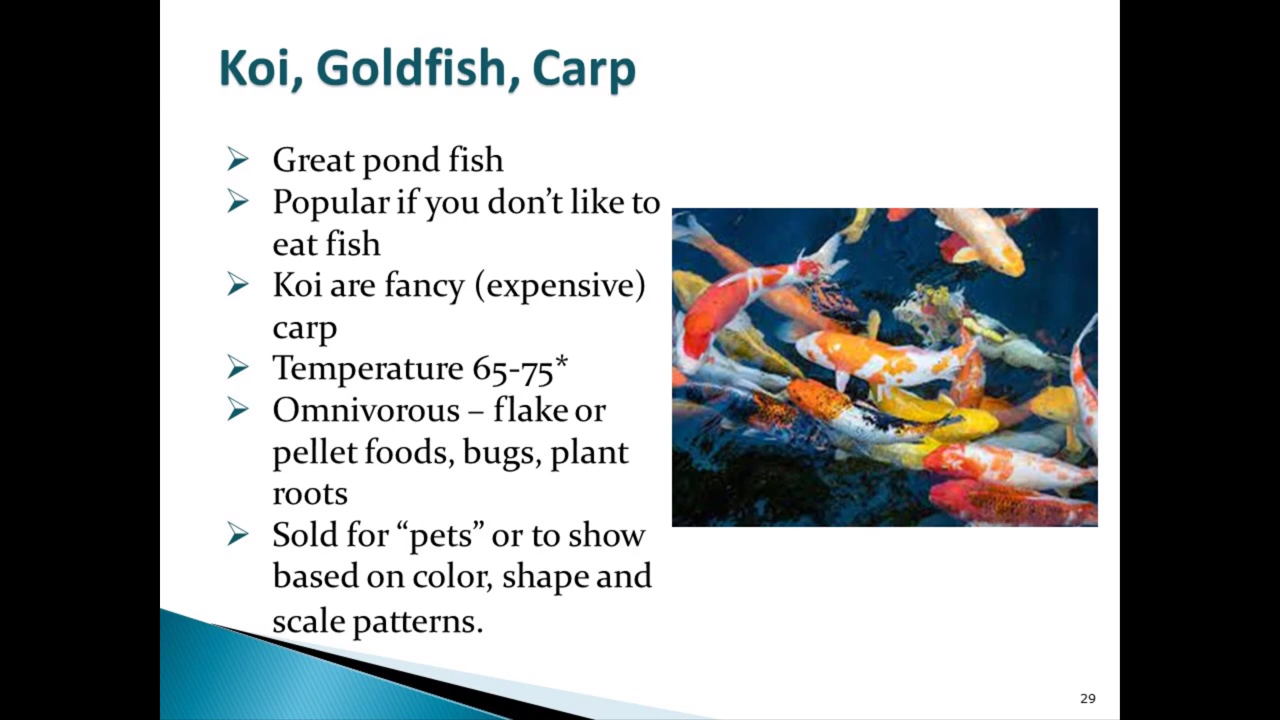 Koi, Goldfish, Carp
Great pond fish
Popular if you don’t like to
eat fish
Koi are fancy (expensive)
carp
Temperature 65-75*
Omnivorous – flake or
pellet foods, bugs, plant
roots
Sold for “pets” or to show
based on color, shape and
scale patterns.
29